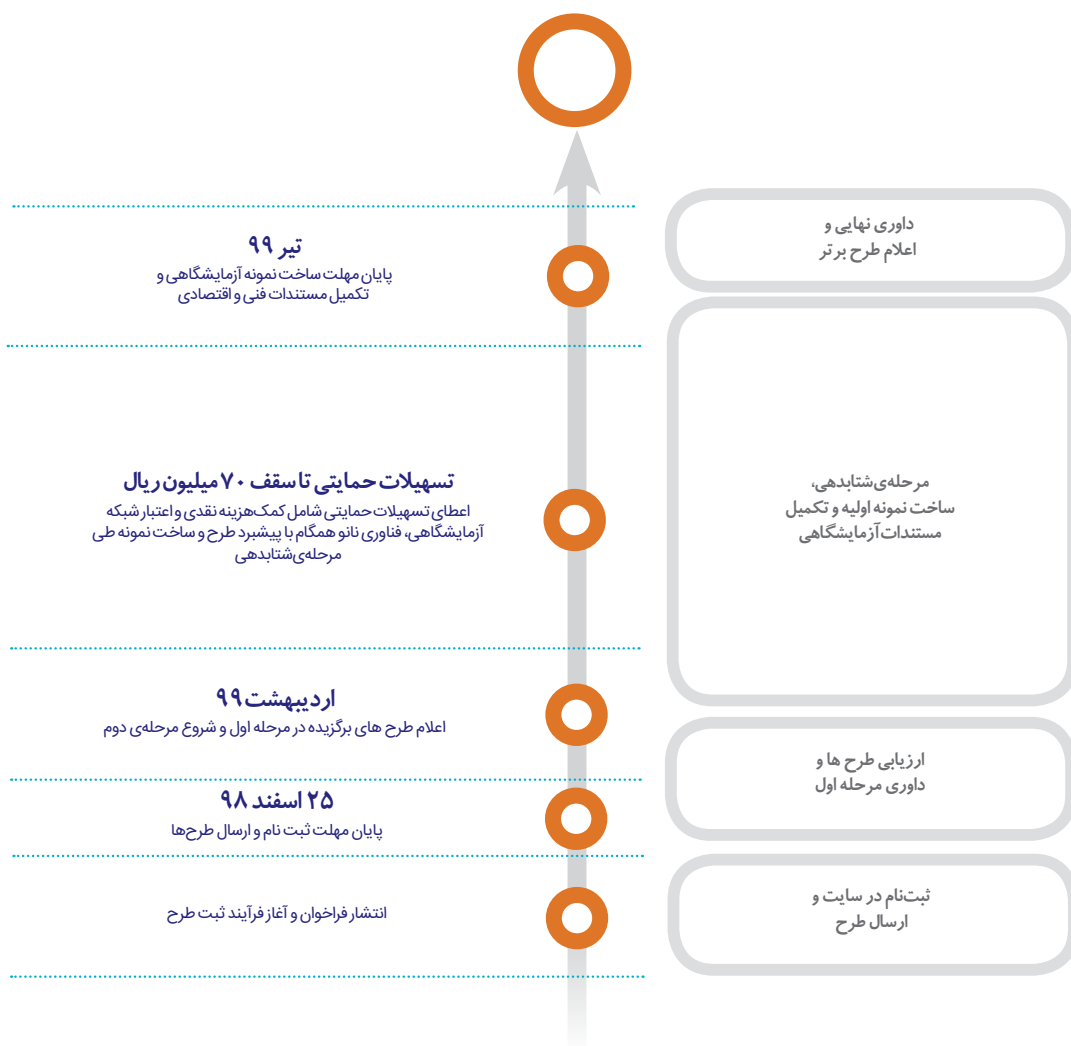 داوری نهایی و
اعلام طرح برتر
تیر ۹۹
پایان مهلت ساخت نمونه آزمایشگاهی و
تکمیل مستندات فنی و اقتصادی
مرحله‌ی شتابدهی،
ساخت نمونه اولیه و تکمیل
مستندات آزمایشگاهی
تسهیلات حمایتی تا سقف ۷۰ میلیون ریال
اعطای تسهیلات حمایتی شامل کمک‌هزینه نقدی و اعتبار شبکه
آزمایشگاهی، فناوری نانو همگام با پیشبرد طرح و ساخت نمونه طی
مرحله‌ی شتابدهی
اردیبهشت ۹۹
اعلام طرح های برگزیده در مرحله اول و شروع مرحله‌ی دوم
ارزیابی طرح ها و
داوری مرحله اول
۲۵ اسفند ۹۸
پایان مهلت ثبت نام و ارسال طرح‌ها
ثبت‌نام در سایت و
ارسال طرح
انتشار فراخوان و آغاز فرآیند ثبت طرح